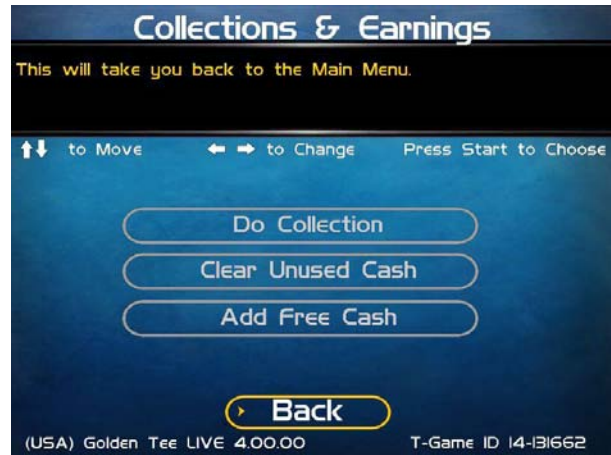 Collections & Earnings
This will take you back to the Main Menu.
⬆⬇ to Move ⬅ ➡ to Change Press Start to Choose
Do Collection
Clear Unused Cash
Add Free Cash
Back
(USA) Golden Tee LIVE 4.00.00 T-Game ID 14-131662